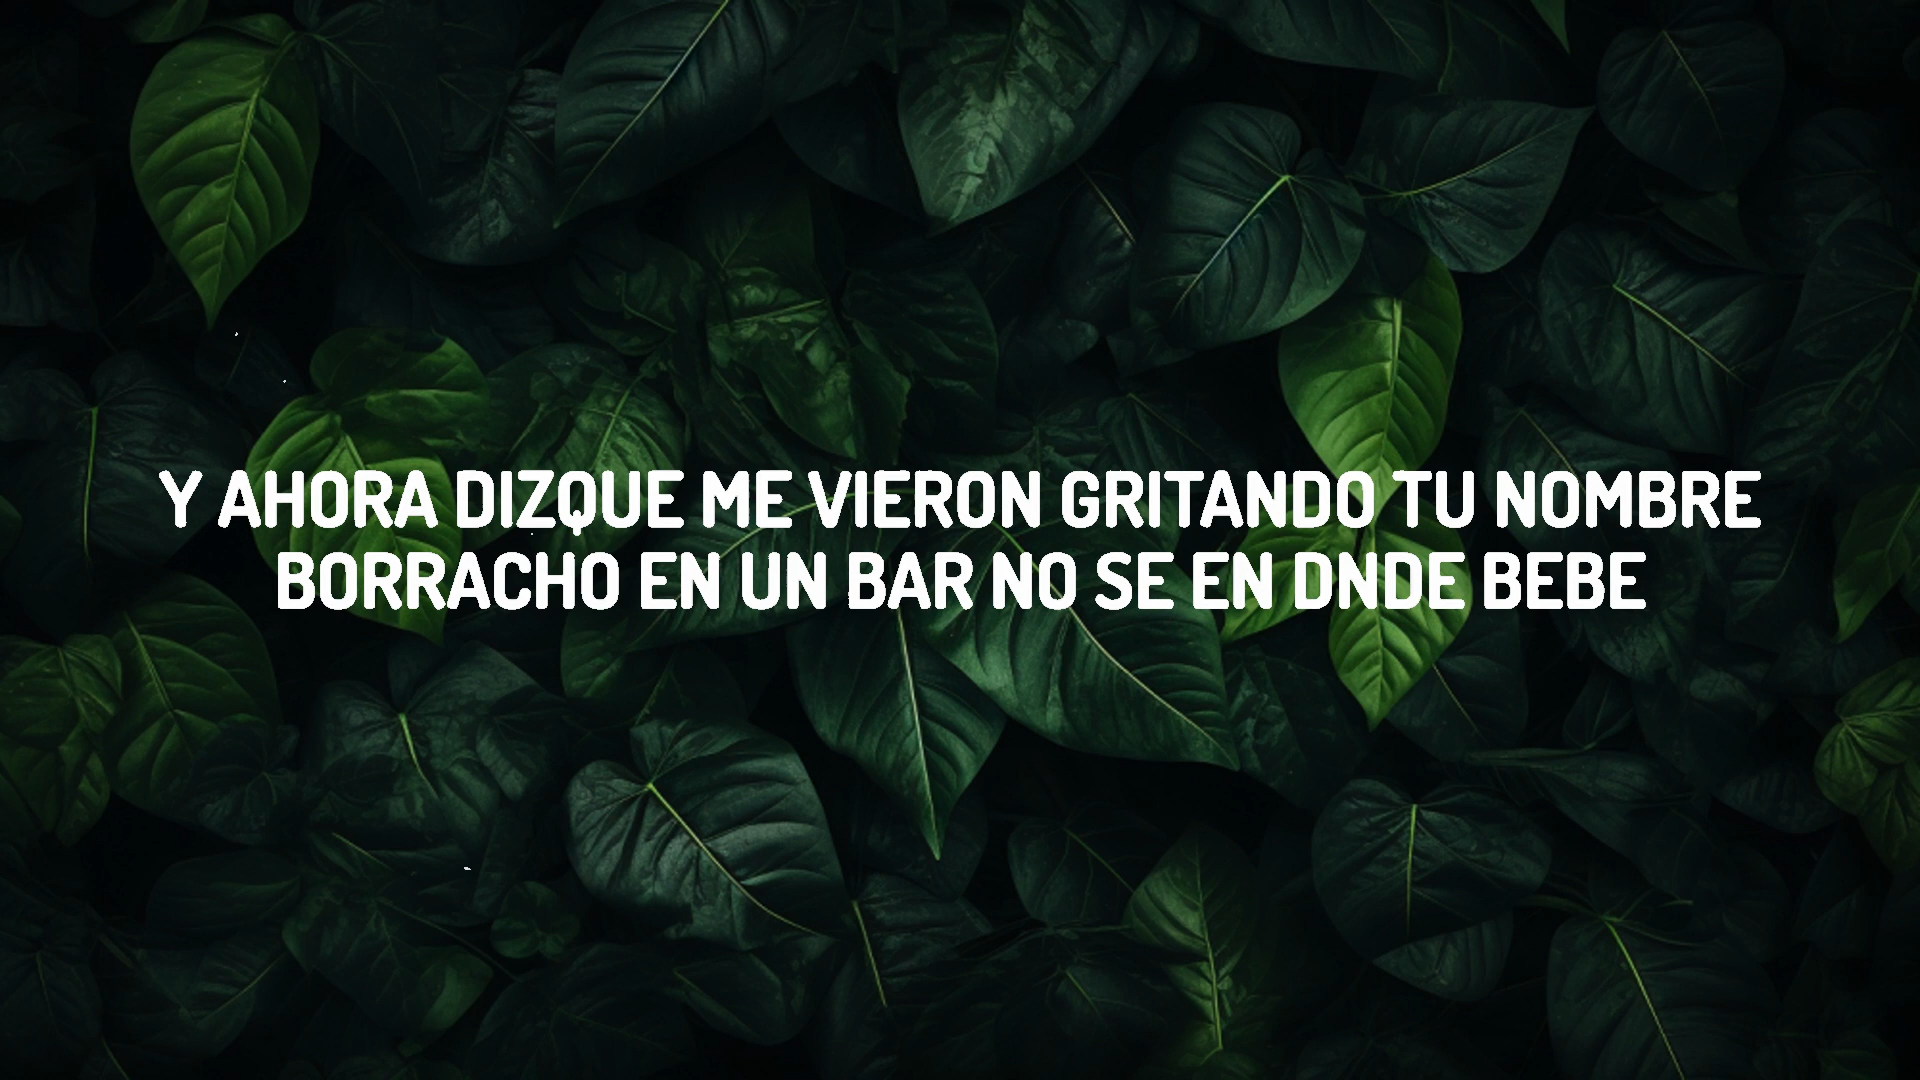 Y AHORA DIZQUE ME VIERON GRITANDO TU NOMBRE
BORRACHO EN UN BAR NO SE EN DNDE BEBE